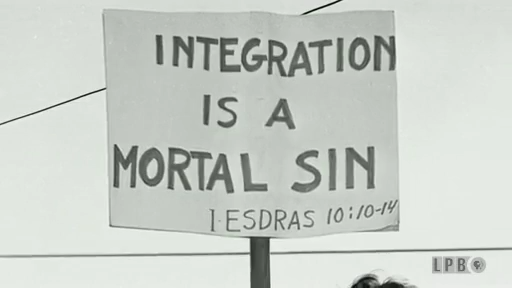 INTEGRATION
IS A
MORTAL SIN
I·ESDRAS 10:10-14
LPB